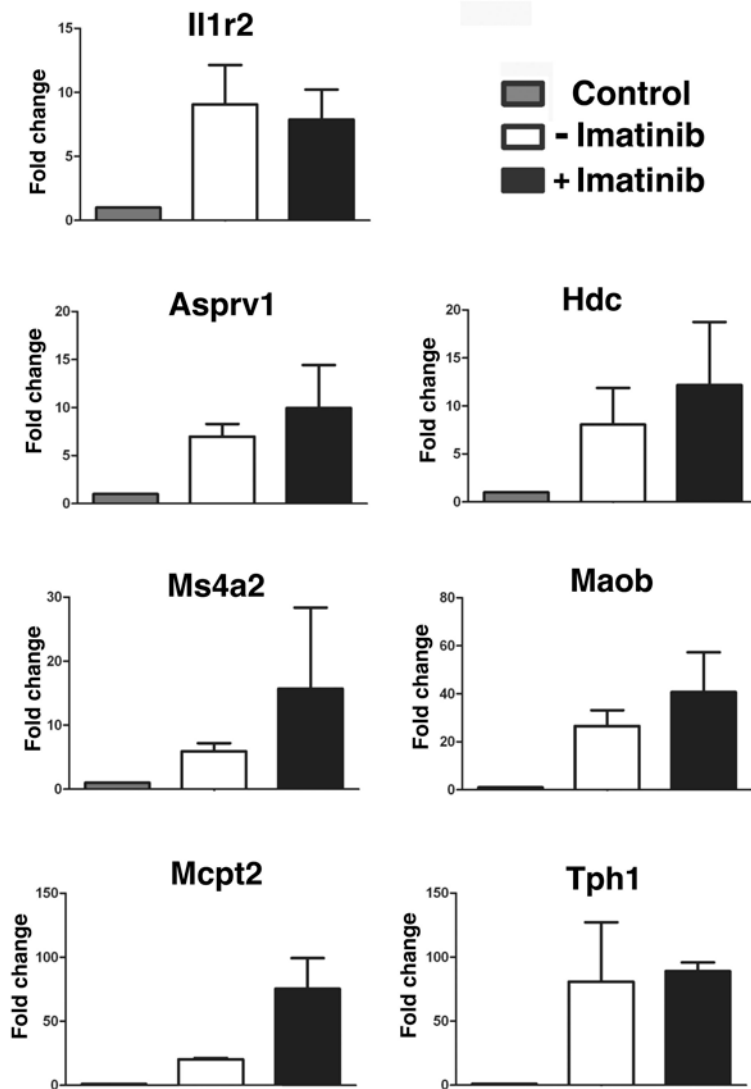 Il1r2
Fold change
15
10
5
0
Control
- Imatinib
+ Imatinib
Asprv1
Fold change
20
15
10
5
0
Hdc
Fold change
20
15
10
5
0
Ms4a2
Fold change
30
20
10
0
Maob
Fold change
80
60
40
20
0
Mcpt2
Fold change
150
100
50
0
Tph1
Fold change
150
100
50
0